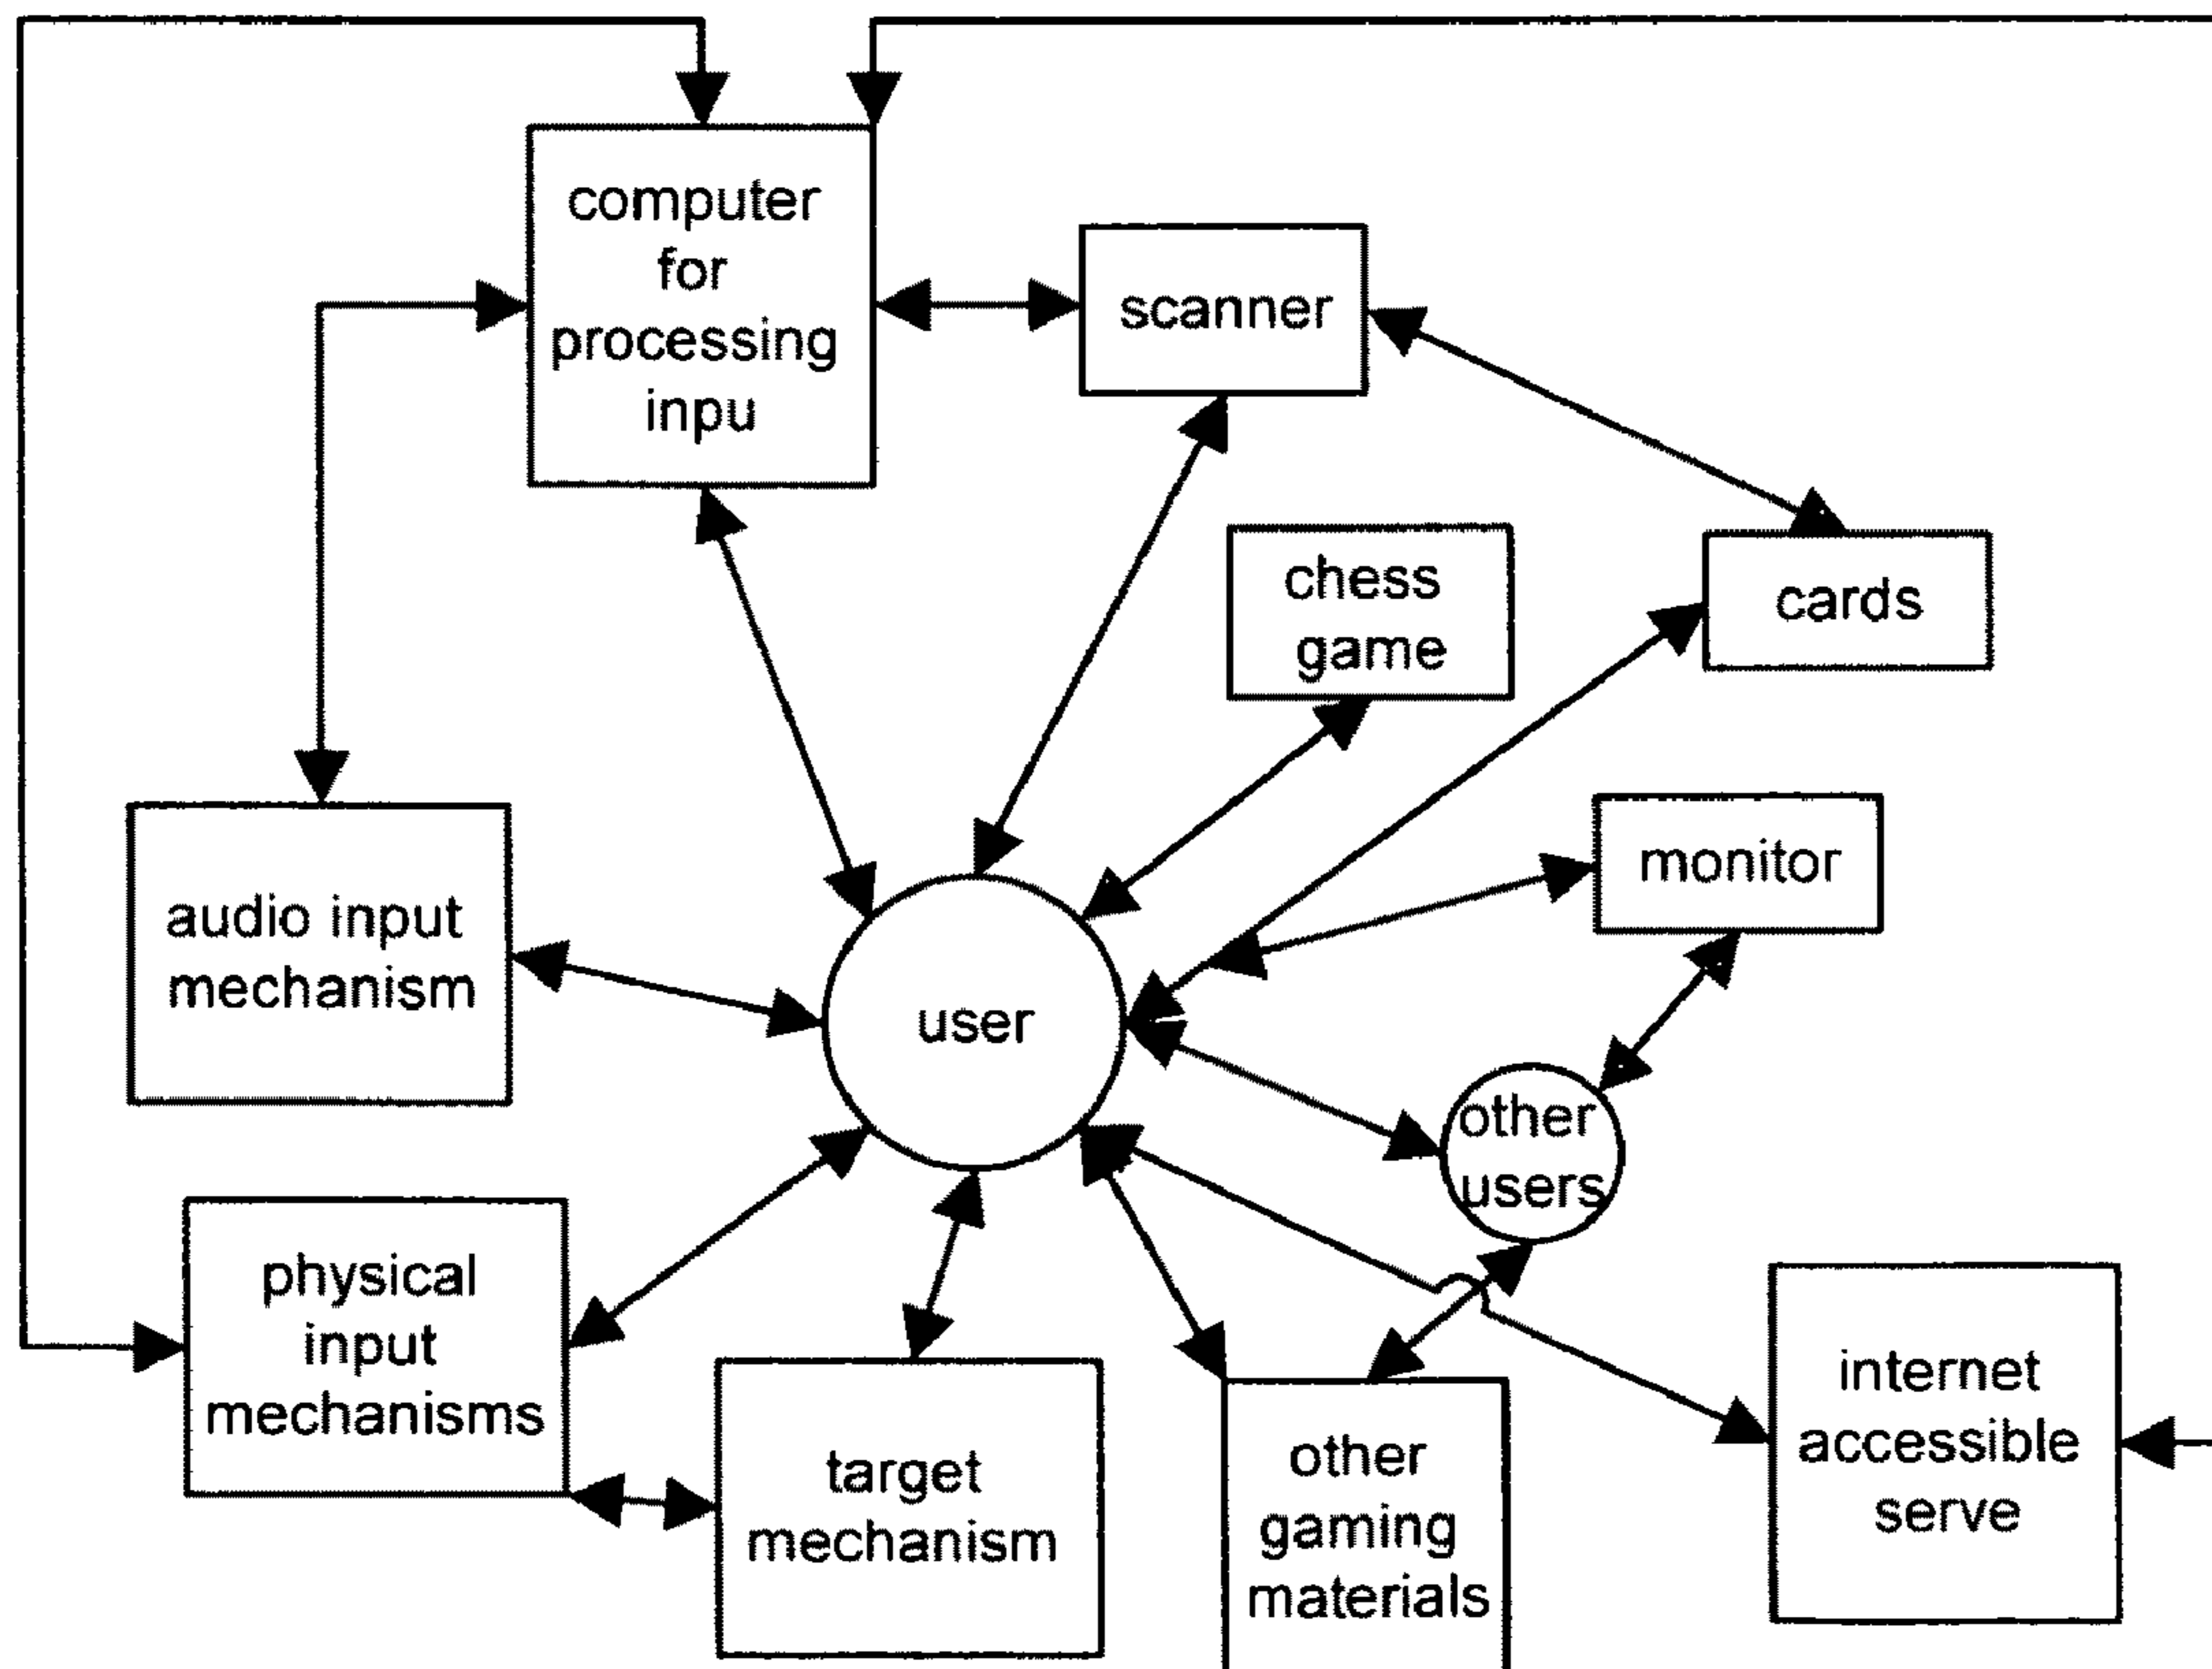 computer
for
processing
inpu
scanner
chess
game
cards
monitor
audio input
mechanism
user
other
users
physical
input
mechanisms
target
mechanism
other
gaming
materials
internet
accessible
serve